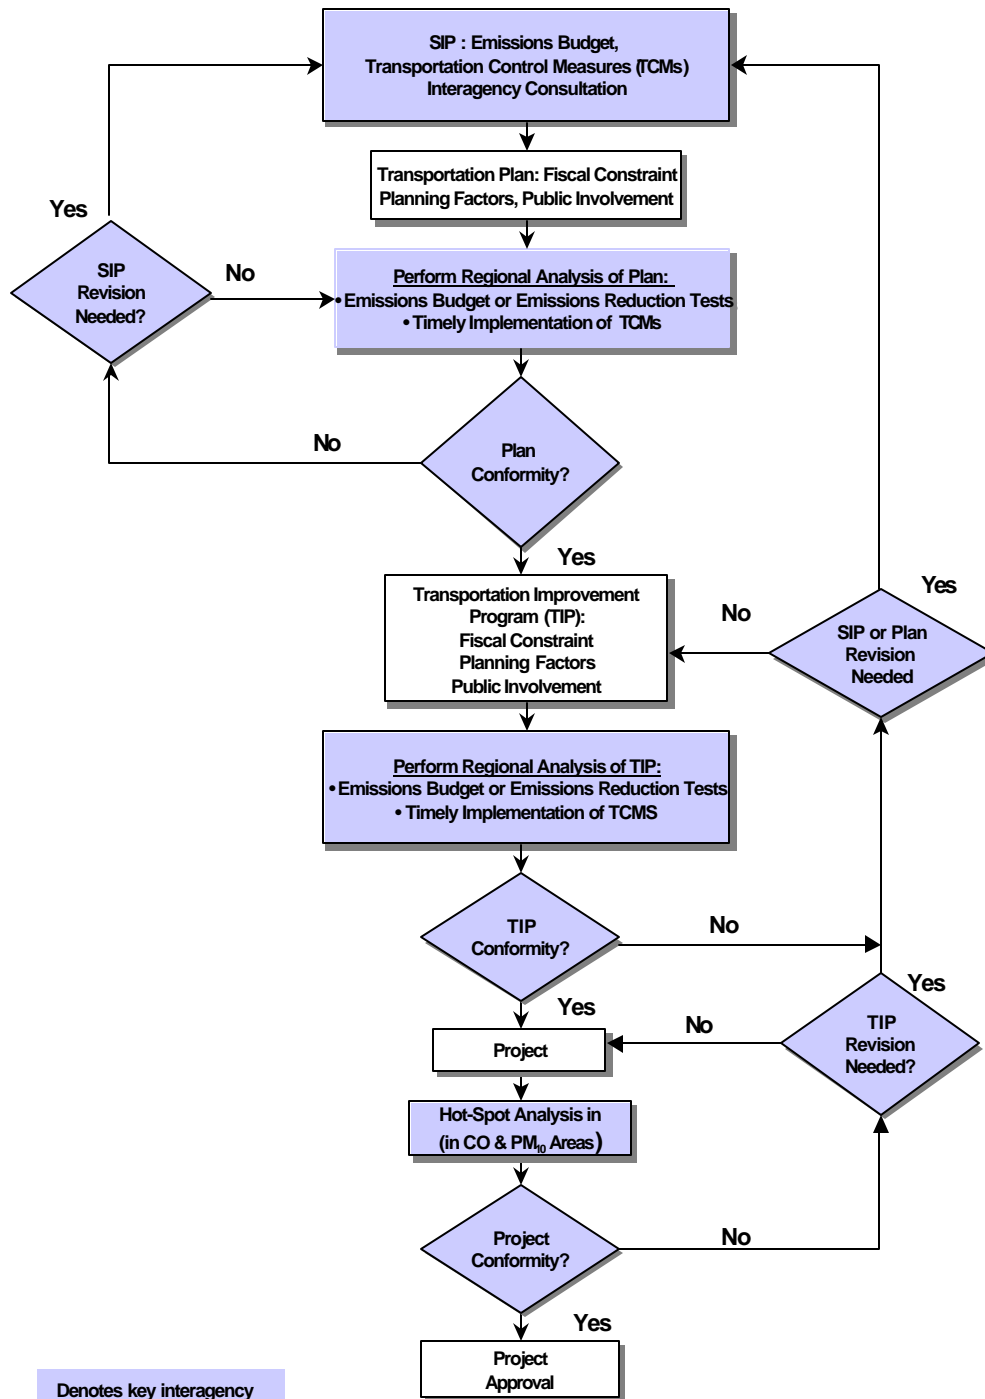 SIP : Emissions Budget,
Transportation Control Measures (TCMs)
Interagency Consultation
Transportation Plan: Fiscal Constraint
Planning Factors, Public Involvement
Yes
SIP
Revision
Needed?
No
Perform Regional Analysis of Plan:
• Emissions Budget or Emissions Reduction Tests
• Timely Implementation of TCMs
No
Plan
Conformity?
Yes
Transportation Improvement
Program (TIP):
Fiscal Constraint
Planning Factors
Public Involvement
No
Yes
SIP or Plan
Revision
Needed
Perform Regional Analysis of TIP:
• Emissions Budget or Emissions Reduction Tests
• Timely Implementation of TCMS
TIP
Conformity?
No
Yes
Yes
Project
No
TIP
Revision
Needed?
Hot-Spot Analysis in
(in CO & PM10 Areas)
Project
Conformity?
No
Yes
Project
Approval
Denotes key interagency